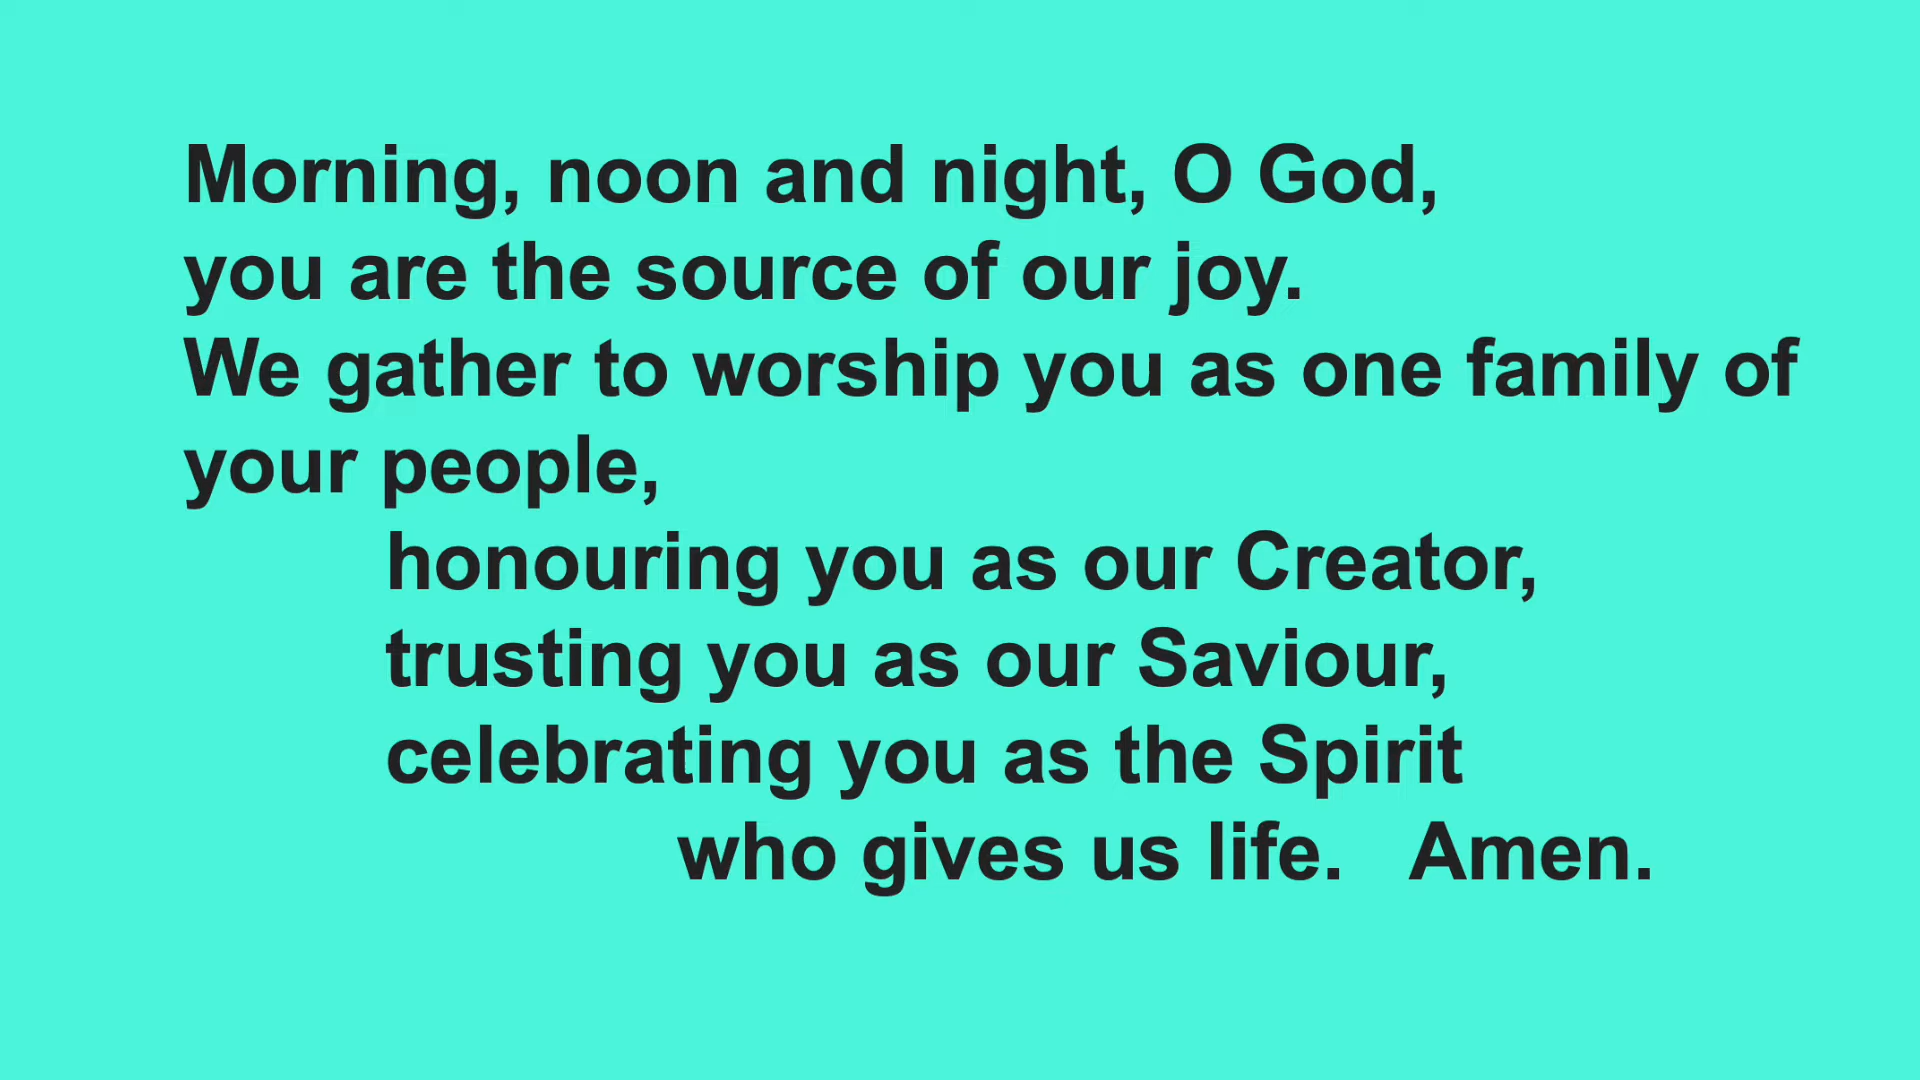 Morning, noon and night, O God,
you are the source of our joy.
We gather to worship you as one family of
your people,
honouring you as our Creator,
trusting you as our Saviour,
celebrating you as the Spirit
who gives us life.   Amen.